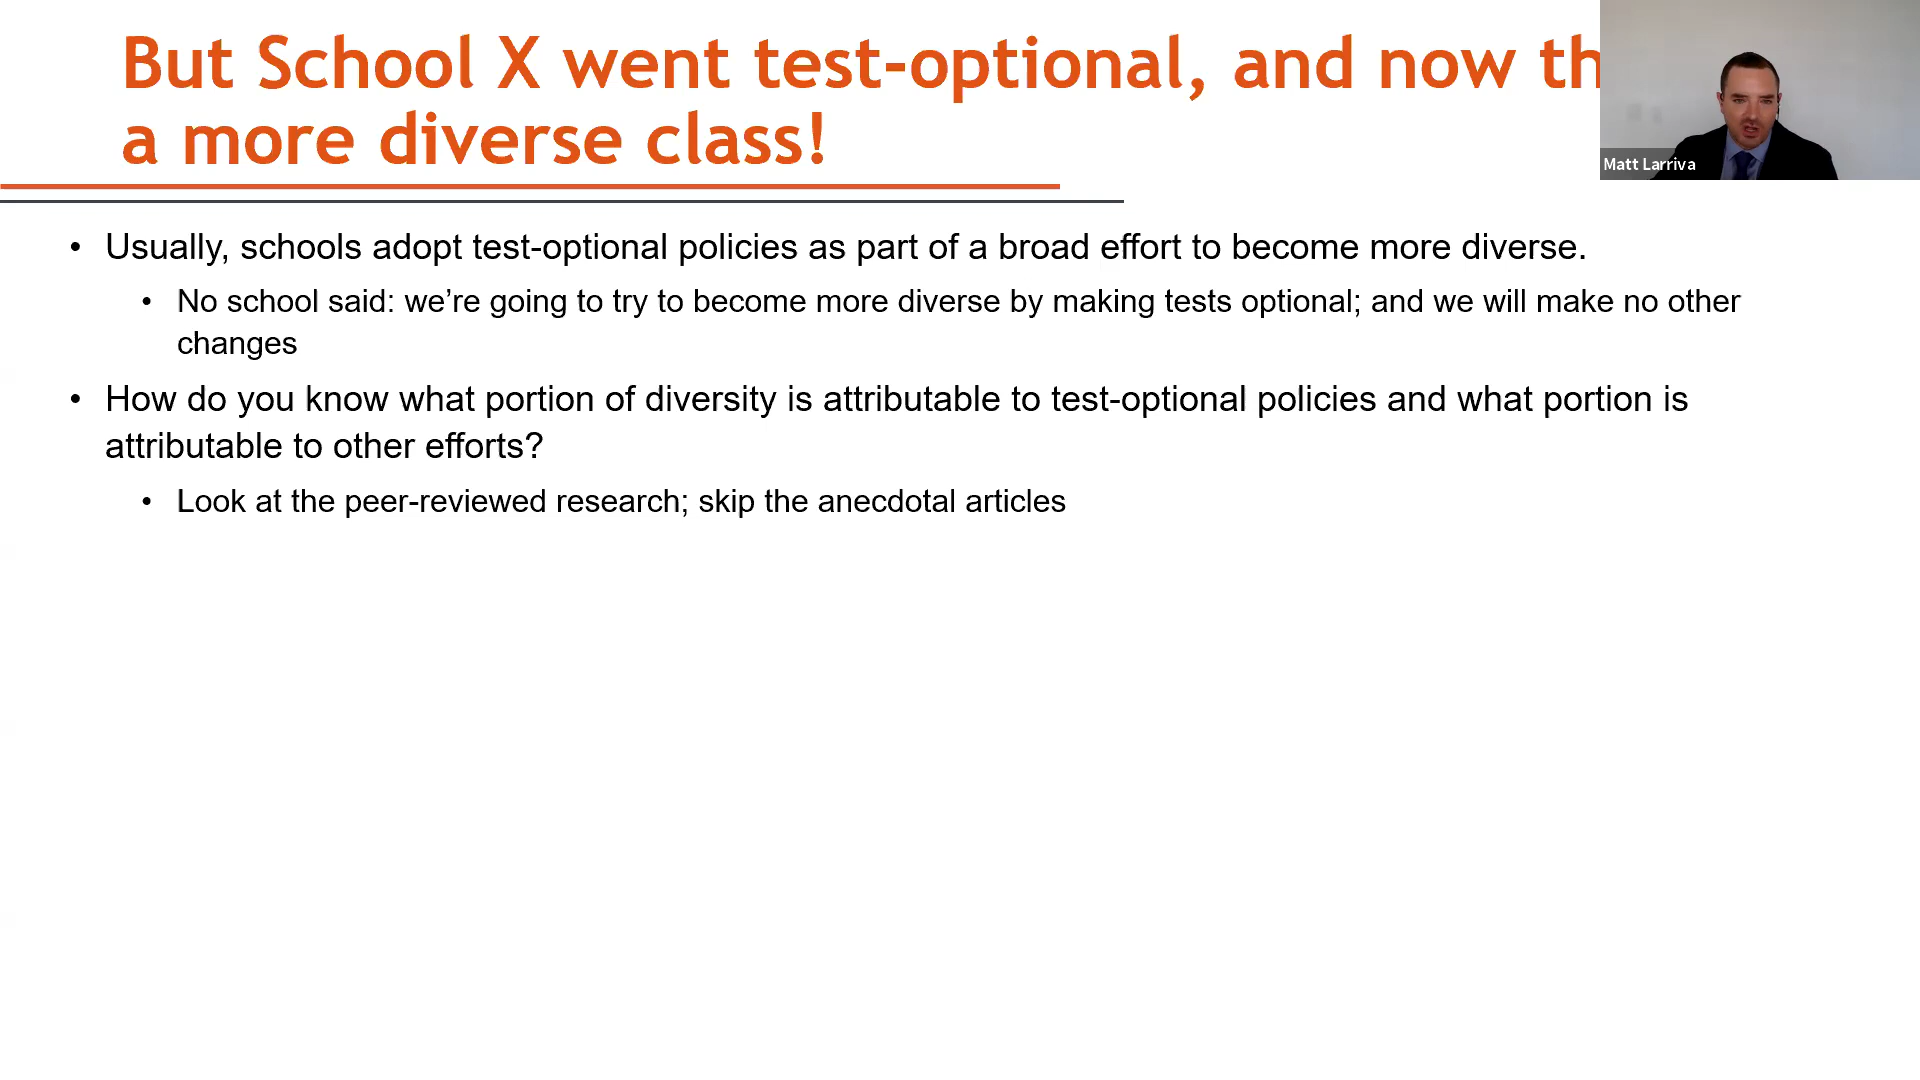 But School X went test-optional, and now
a more diverse class!
Matt Larriva
• Usually, schools adopt test-optional policies as part of a broad effort to become more diverse.
• No school said: we’re going to try to become more diverse by making tests optional; and we will make no other
changes
• How do you know what portion of diversity is attributable to test-optional policies and what portion is
attributable to other efforts?
• Look at the peer-reviewed research; skip the anecdotal articles